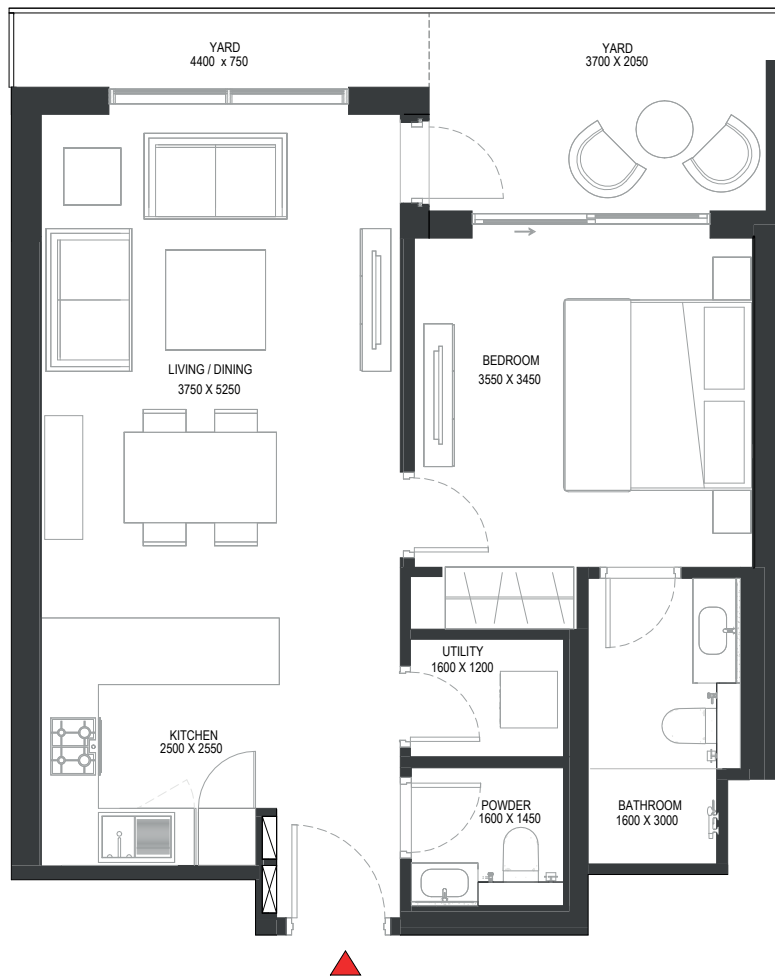 YARD
4400 x 750
YARD
3700 X 2050
LIVING / DINING
3750 X 5250
BEDROOM
3550 X 3450
UTILITY
1600 X 1200
KITCHEN
2500 X 2550
POWDER
1600 X 1450
BATHROOM
1600 X 3000